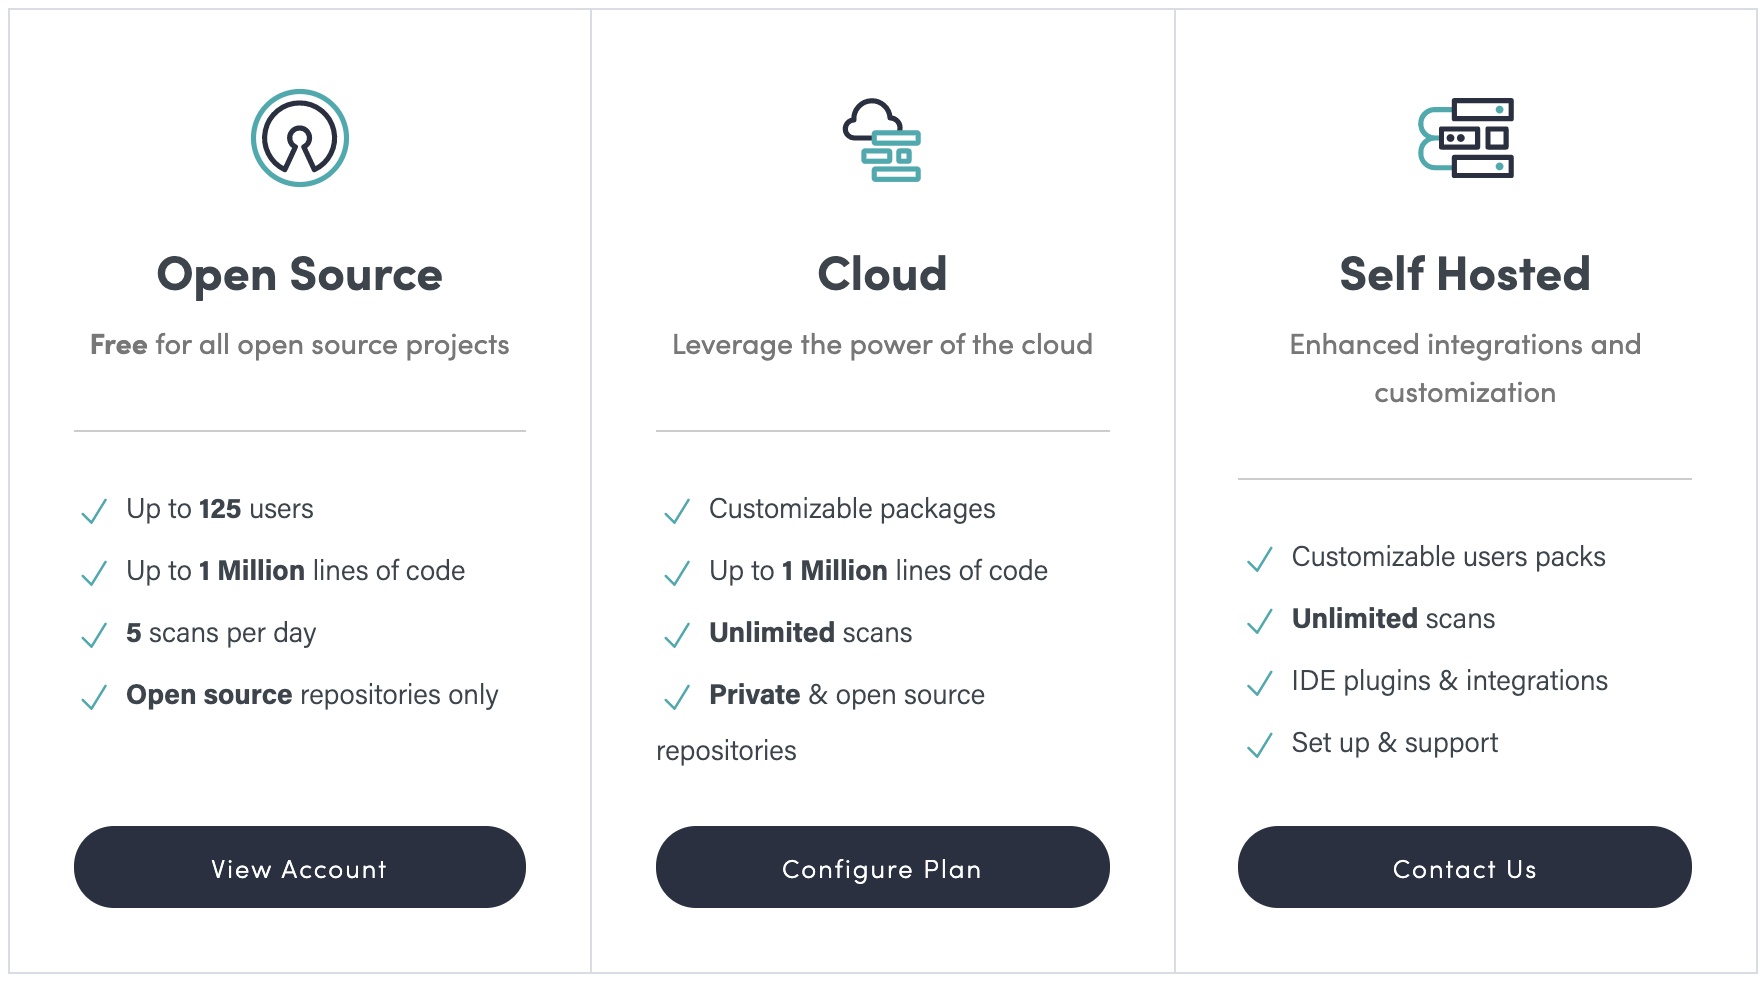 Open Source
Free for all open source projects
Up to 125 users
Up to 1 Million lines of code
5 scans per day
Open source repositories only
View Account
Cloud
Leverage the power of the cloud
Customizable packages
Up to 1 Million lines of code
Unlimited scans
Private & open source
repositories
Configure Plan
Self Hosted
Enhanced integrations and
customization
Customizable users packs
Unlimited scans
IDE plugins & integrations
Set up & support
Contact Us